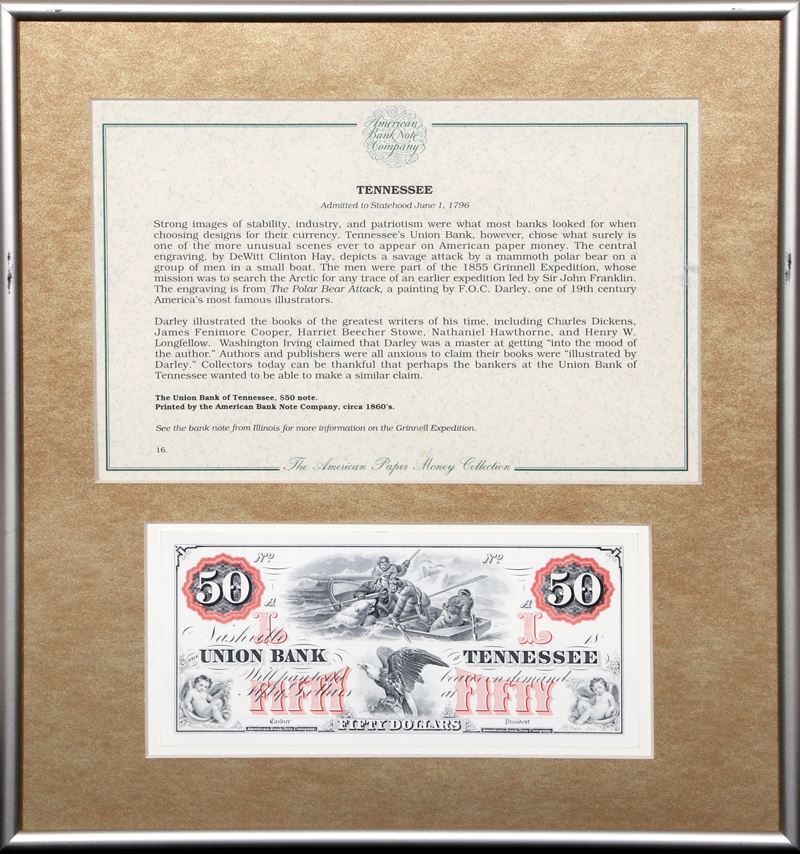 American
Bank Note
Company
TENNESSEE
Admitted to Statehood June 1, 1796
Strong images of stability, industry, and patriotism were what most banks looked for when
choosing designs for their currency. Tennessee's Union Bank, however, chose what surely is
one of the more unusual scenes ever to appear on American paper money. The central
engraving, by DeWitt Clinton Hay, depicts a savage attack by a mammoth polar bear on a
group of men in a small boat. The men were part of the 1855 Grinnell Expedition, whose
mission was to search the Arctic for any trace of an earlier expedition led by Sir John Franklin.
The engraving is from The Polar Bear Attack, a painting by F.O.C. Darley, one of 19th century
America's most famous illustrators.
Darley illustrated the books of the greatest writers of his time, including Charles Dickens,
James Fenimore Cooper, Harriet Beecher Stowe, Nathaniel Hawthorne, and Henry W.
Longfellow. Washington Irving claimed that Darley was a master at getting "into the mood of
the author." Authors and publishers were all anxious to claim their books were "illustrated by
Darley." Collectors today can be thankful that perhaps the bankers at the Union Bank of
Tennessee wanted to be able to make a similar claim.
The Union Bank of Tennessee, $50 note.
Printed by the American Bank Note Company, circa 1860's.
See the bank note from Illinois for more information on the Grinnell Expedition.
16.
The American Paper Money Collection
No No
50 50
A A
L L
Nashville 18
THE UNION BANK OF TENNESSEE
Will pay
Fifty Dollars bearer on demand
at
FIFTY FIFTY
Cashier President
American Bank Note Company FIFTY DOLLARS American Bank Note Company